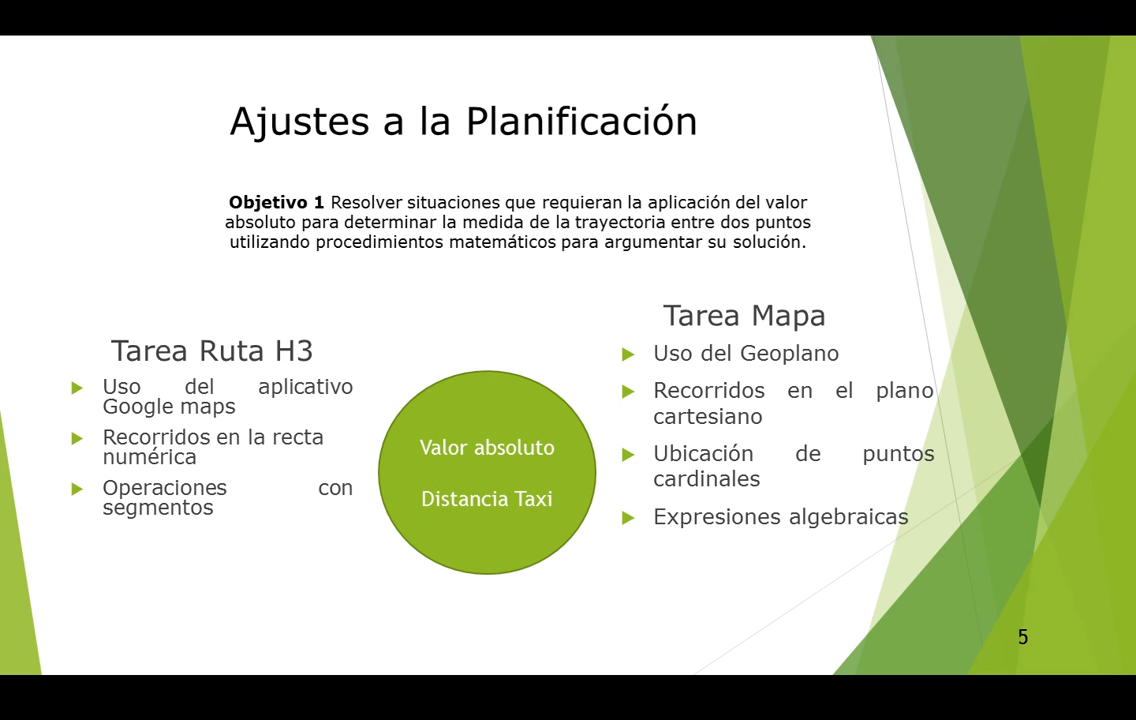 Ajustes a la Planificación
Objetivo 1 Resolver situaciones que requieran la aplicación del valor
absoluto para determinar la medida de la trayectoria entre dos puntos
utilizando procedimientos matemáticos para argumentar su solución.
Tarea Ruta H3
Uso del aplicativo
Google maps
Recorridos en la recta
numérica
Operaciones con
segmentos
Valor absoluto
Distancia Taxi
Tarea Mapa
Uso del Geoplano
Recorridos en el plano
cartesiano
Ubicación de puntos
cardinales
Expresiones algebraicas
5